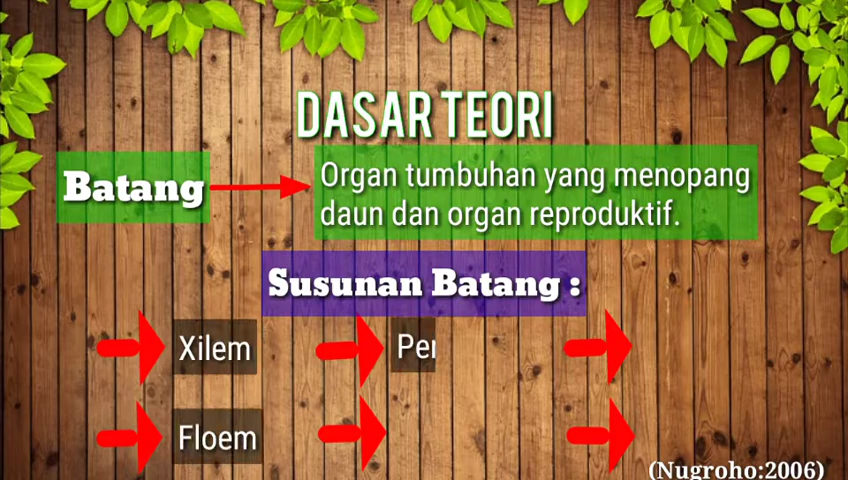 DASAR TEORI
Batang
Organ tumbuhan yang menopang
daun dan organ reproduktif.
Susunan Batang :
Xilem
Floem
(Nugroho:2006)